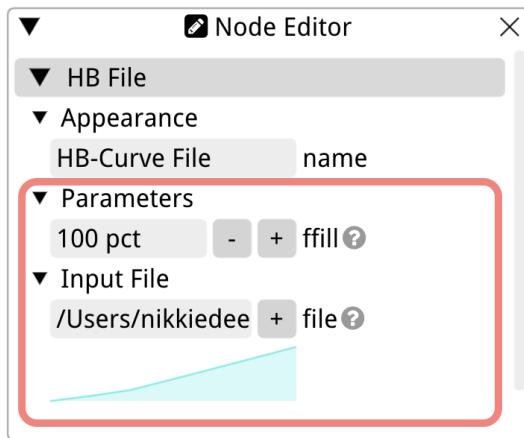 Node Editor
HB File
Appearance
HB-Curve File name
Parameters
100 pct - + ffill ?
Input File
/Users/nikkiedee + file ?